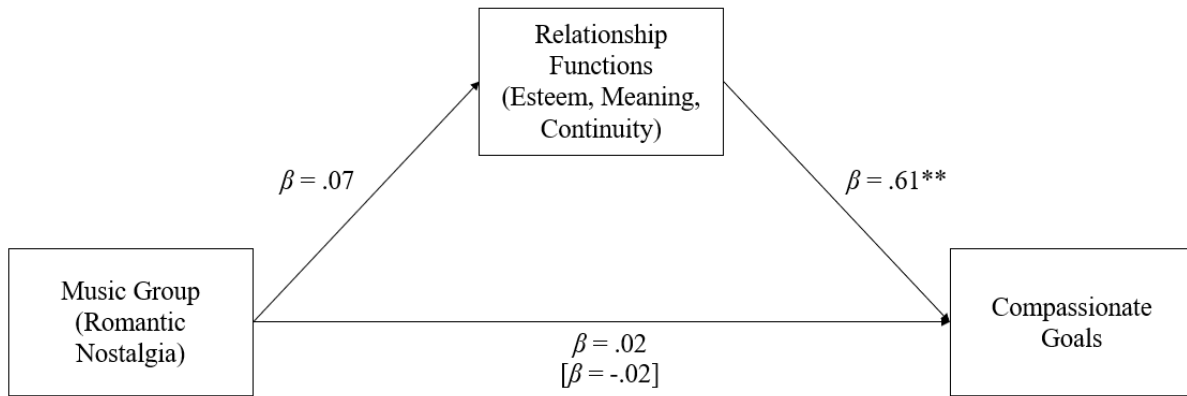 Relationship
Functions
(Esteem, Meaning,
Continuity)
β = .07
β = .61**
Music Group
(Romantic
Nostalgia)
β = .02
[β = -.02]
Compassionate
Goals